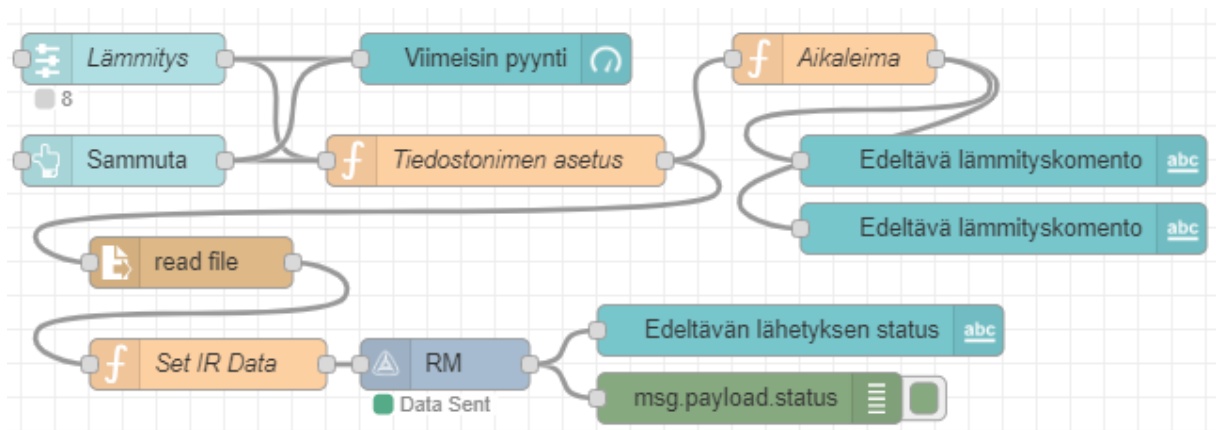 Lämmitys
Viimeisin pyynti
Aikaleima
8
Sammuta
Tiedostonimen asetus
Edeltävä lämmityskomento
abc
Edeltävä lämmityskomento
abc
read file
Edeltävän lähetyksen status
abc
Set IR Data
RM
Data Sent
msg.payload.status